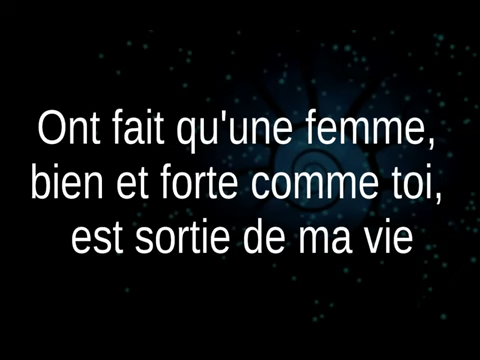 Ont fait qu'une femme,
bien et forte comme toi,
est sortie de ma vie